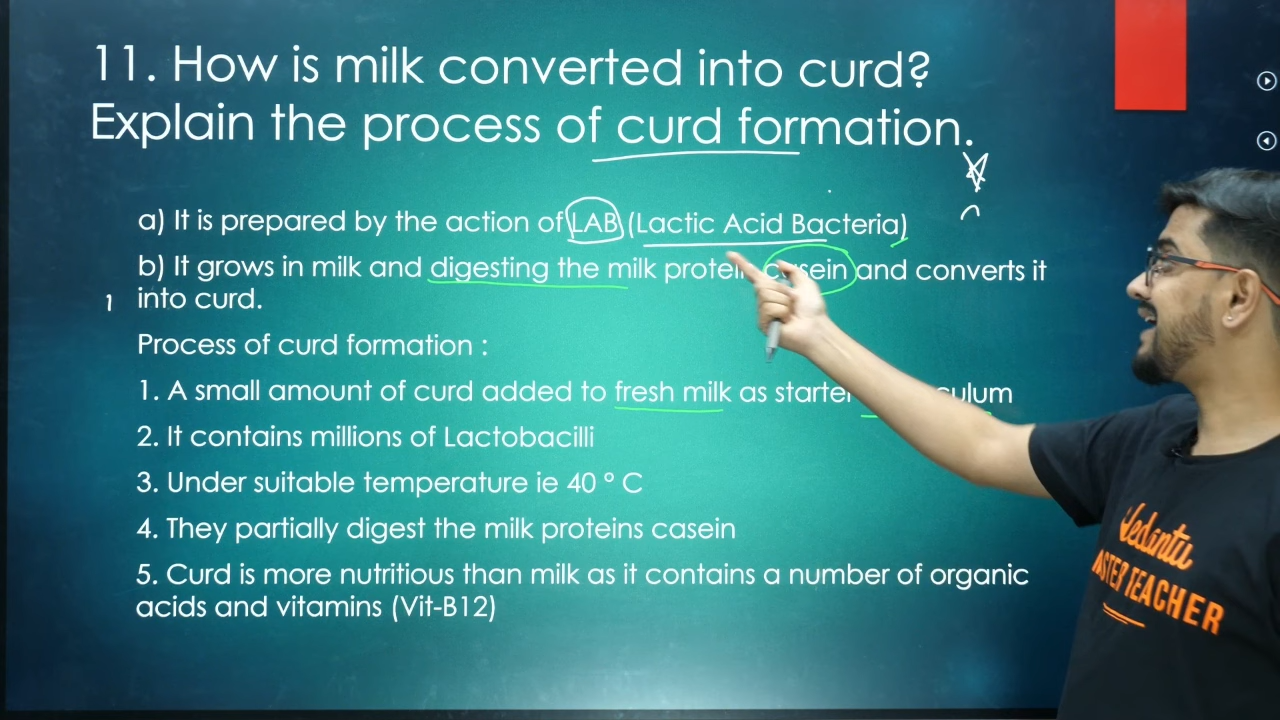 11. How is milk converted into curd?
Explain the process of curd formation.
a) It is prepared by the action of LAB (Lactic Acid Bacteria)
b) It grows in milk and digesting the milk protein casein and converts it
into curd.
Process of curd formation :
1. A small amount of curd added to fresh milk as starter
2. It contains millions of Lactobacilli
3. Under suitable temperature ie 40 ° C
4. They partially digest the milk proteins casein
5. Curd is more nutritious than milk as it contains a number of organic
acids and vitamins (Vit-B12)
Vedantu
MASTER TEACHER